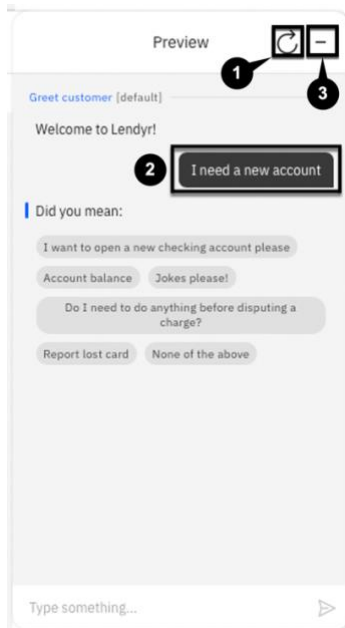 Preview
1
3
Greet customer [default]
Welcome to Lendyr!
2
I need a new account
Did you mean:
I want to open a new checking account please
Account balance
Jokes please!
Do I need to do anything before disputing a
charge?
Report lost card
None of the above
Type something...